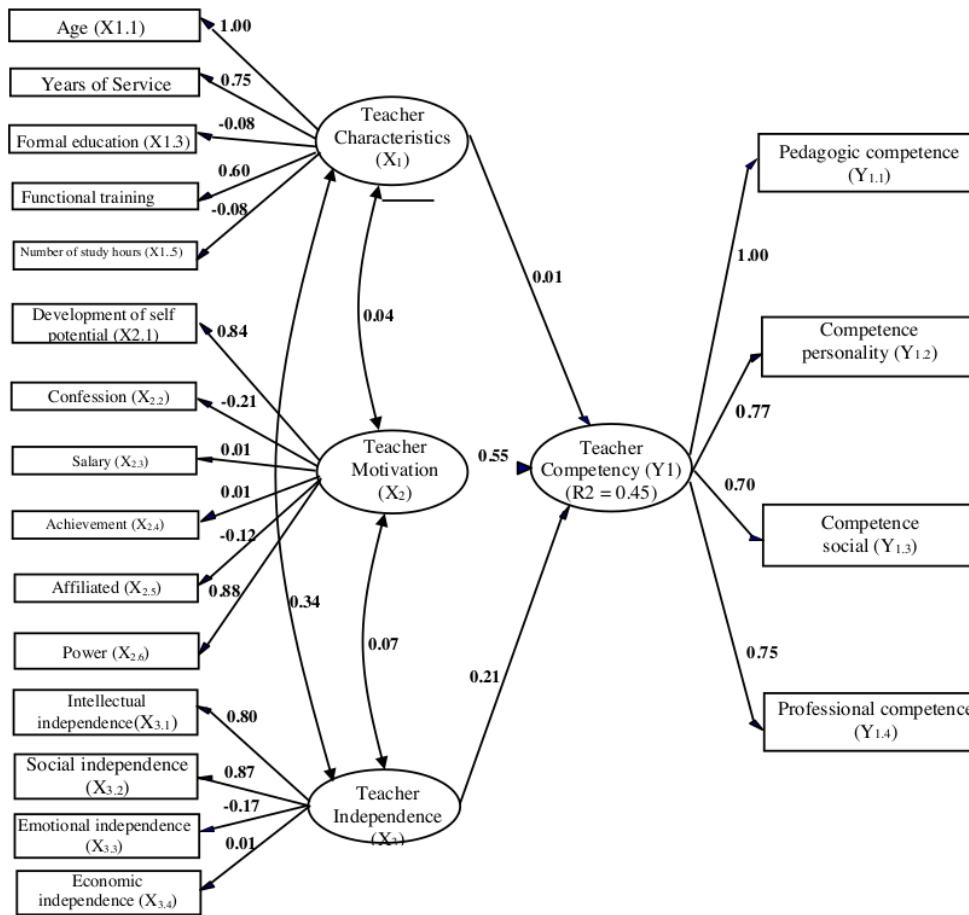 Age (X1.1)
1.00
Years of Service
0.75
Formal education (X1.3)
-0.08
Functional training
0.60
Number of study hours (X1.5)
-0.08
Teacher
Characteristics
(X1)
Development of self
potential (X2.1)
0.84
Confession (X2.2)
-0.21
Salary (X2.3)
0.01
Achievement (X2.4)
0.01
Affiliated (X2.5)
-0.12
Power (X2.6)
0.88
Teacher
Motivation
(X2)
Intellectual
independence(X3.1)
0.80
Social independence
(X3.2)
0.87
Emotional independence
(X3.3)
-0.17
Economic
independence (X3.4)
0.01
Teacher
Independence
(X3)
0.04
0.34
0.07
0.01
0.55
0.21
Teacher
Competency (Y1)
(R2 = 0.45)
Pedagogic competence
(Y1.1)
1.00
Competence
personality (Y1.2)
0.77
Competence
social (Y1.3)
0.70
Professional competence
(Y1.4)
0.75